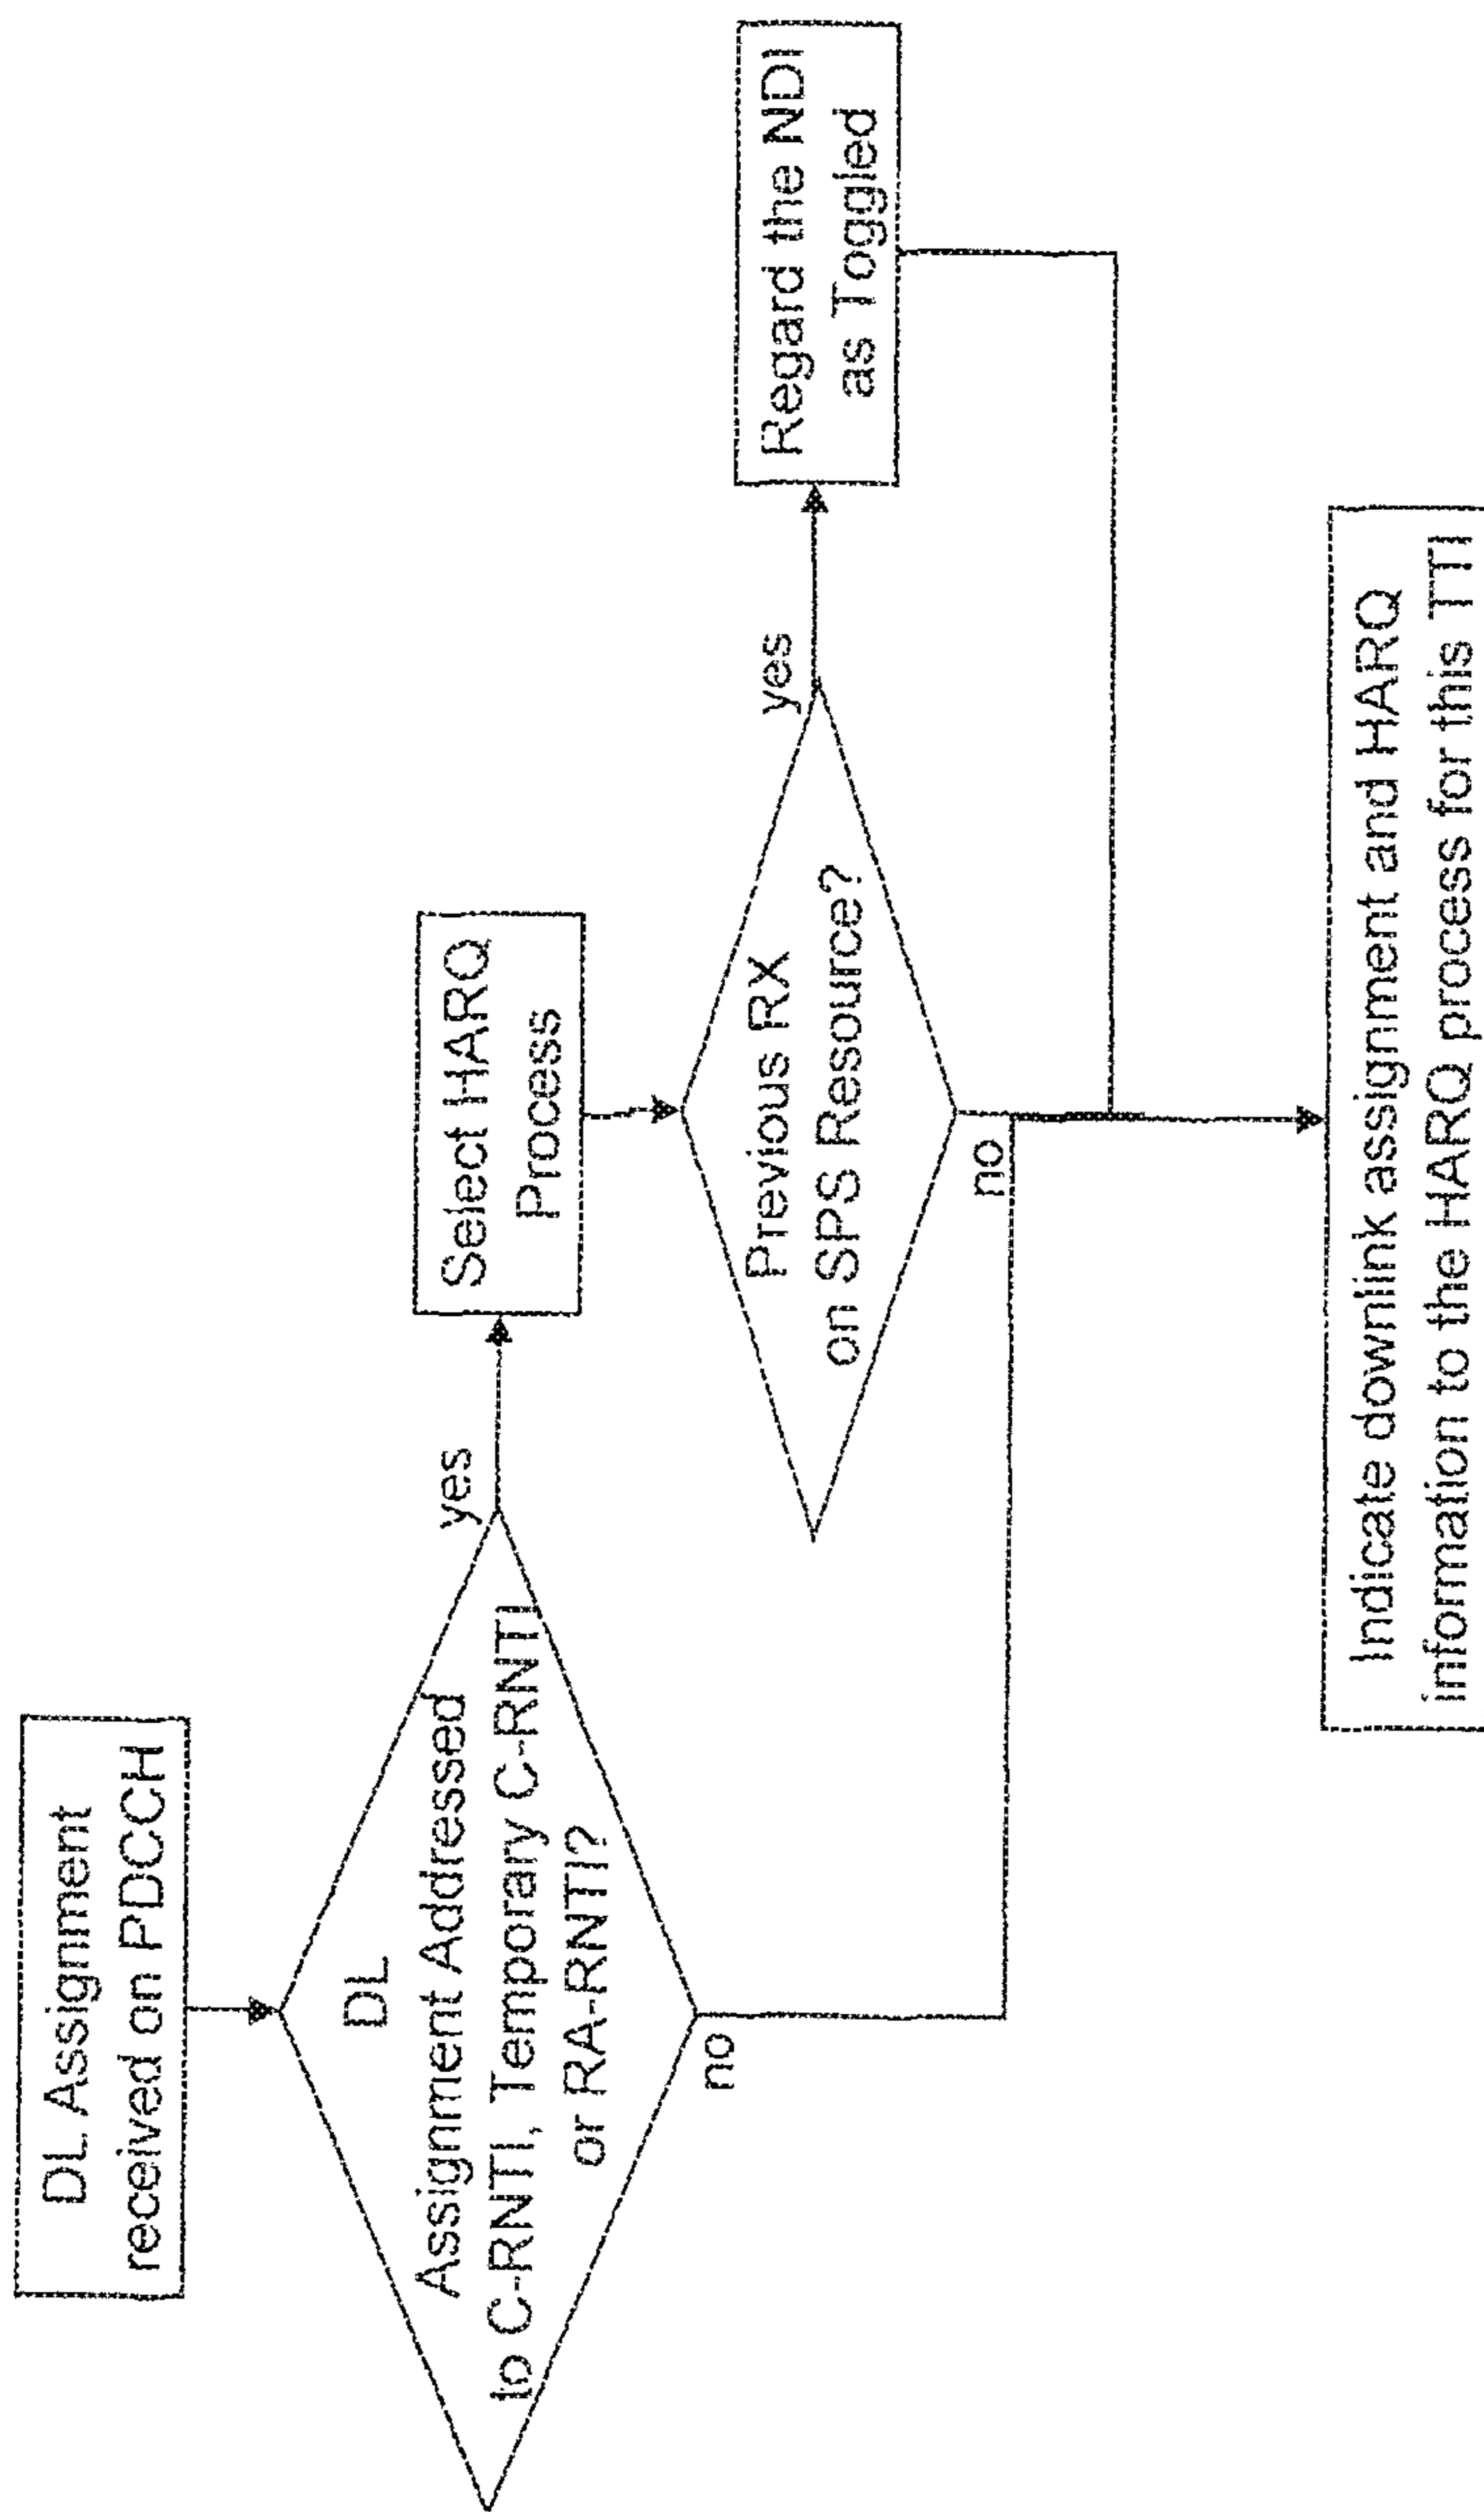 DL Assignment
received on PDCCH
DL
Assignment Addressed
to C-RNTI, Temporary C-RNTI
or RA-RNTI?
yes
no
Select HARQ
Process
Previous RX
on SPS Resource?
yes
no
Regard the NDI
as Toggled
Indicate downlink assignment and HARQ
information to the HARQ process for this TTI